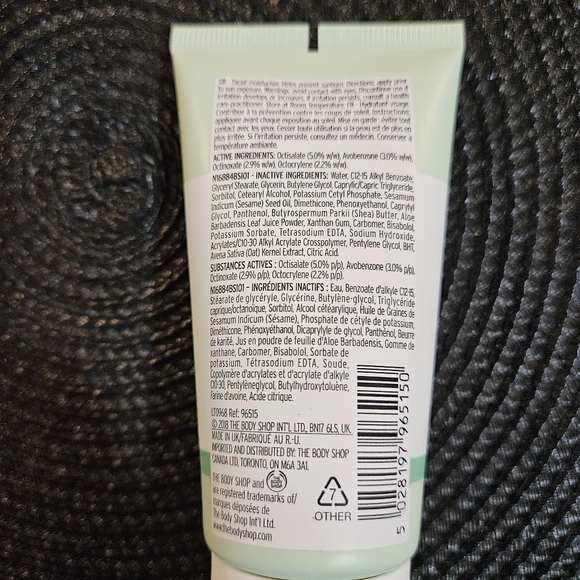 GB Facial moisturiser. Helps prevent sunburn. Directions: apply prior
to sun exposure. Warnings: avoid contact with eyes. Discontinue use if
irritation develops or increases. If irritation persists, consult a health
care practitioner. Store at Room Temperature. FR - Hydratant visage.
Contribue à la prévention contre les coups de soleil. Instructions:
appliquer avant chaque exposition au soleil. Mise en garde : éviter tout
contact avec les yeux. Cesser toute utilisation si la peau est de plus en
plus irritée. Si l'irritation persiste, consultez un médecin. Conserver à
température ambiante.
ACTIVE INGREDIENTS: Octisalate (5.0% w/w), Avobenzone (3.0% w/w),
Octinoxate (2.9% w/w), Octocrylene (2.2% w/w).
N16884BSI01 - INACTIVE INGREDIENTS: Water, C12-15 Alkyl Benzoate,
Glyceryl Stearate, Glycerin, Butylene Glycol, Caprylic/Capric Triglyceride,
Sorbitol, Cetearyl Alcohol, Potassium Cetyl Phosphate, Sesamum
Indicum (Sesame) Seed Oil, Dimethicone, Phenoxyethanol, Caprylyl
Glycol, Panthenol, Butyrospermum Parkii (Shea) Butter, Aloe
Barbadensis Leaf Juice Powder, Xanthan Gum, Carbomer, Bisabolol,
Potassium Sorbate, Tetrasodium EDTA, Sodium Hydroxide,
Acrylates/C10-30 Alkyl Acrylate Crosspolymer, Pentylene Glycol, BHT,
Avena Sativa (Oat) Kernel Extract, Citric Acid.
SUBSTANCES ACTIVES : Octisalate (5.0% p/p), Avobenzone (3.0% p/p),
Octinoxate (2.9% p/p), Octocrylene (2.2% p/p).
N16884BSI01 - INGRÉDIENTS INACTIFS : Eau, Benzoate d'alkyle C12-15,
Stéarate de glycéryle, Glycérine, Butylène-glycol, Triglycéride
caprique/octanoïque, Sorbitol, Alcool cétéarylique, Huile de Graines de
Sesamum Indicum (Sésame), Phosphate de cétyle de potassium,
Diméthicone, Phénoxyéthanol, Dicaprylyle de glycol, Panthénol, Beurre
de karité, Jus en poudre de feuille d'Aloe Barbadensis, Gomme de
xanthane, Carbomer, Bisabolol, Sorbate de
potassium, Tétrasodium EDTA, Soude,
Copolymère d'acrylates et d'acrylate d'alkyle
C10-30, Pentylèneglycol, Butylhydroxytoluène,
Farine d'avoine, Acide citrique.
LT0968 Ref: 96515
© 2018 THE BODY SHOP INT'L LTD., BN17 6LS, UK.
MADE IN UK/FABRIQUÉ AU R.-U.
IMPORTED AND DISTRIBUTED BY: THE BODY SHOP
CANADA LTD, TORONTO, ON M6A 3A1.
THE BODY SHOP and
are registered trademarks of/
marques déposées de
The Body Shop Int'l Ltd.
www.thebodyshop.com
7
OTHER
5 028197 965150